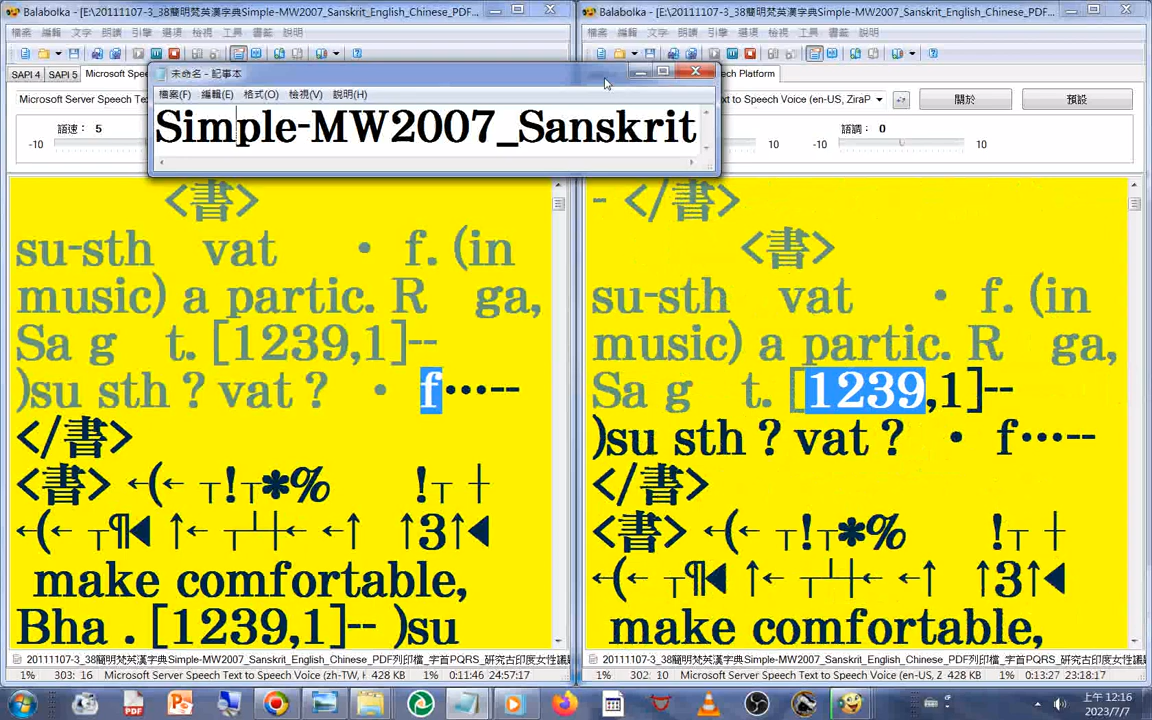 Balabolka - [E:\20111107-3_38簡明梵英漢字典Simple-MW2007_Sanskrit_English_Chinese_PDF...
檔案 編輯 文字 朗讀 引擎 選項 檢視 工具 書籤 說明
SAPI 4 SAPI 5 Microsoft Speech
Microsoft Server Speech Text
語速： 5
-10
<書>
su-sth vat • f. (in
music) a partic. R ga,
Sa g t. [1239,1]--
)su sth ? vat ? • f···--
</書>
<書> ←(← ┬!┬*% !┬ ┼
←(← ┬¶◀ ↑← ┬┴┼← ←↑ ↑3↑◀
make comfortable,
Bha . [1239,1]-- )su
20111107-3_38簡明梵英漢字典Simple-MW2007_Sanskrit_English_Chinese_PDF列印檔_字首PQRS_研究古印度女性議
1% 303: 16 Microsoft Server Speech Text to Speech Voice (zh-TW, H 428 KB 1% 0:11:46 24:57:17
未命名 - 記事本
檔案(F) 編輯(E) 格式(O) 檢視(V) 說明(H)
Simple-MW2007_Sanskrit
Balabolka - [E:\20111107-3_38簡明梵英漢字典Simple-MW2007_Sanskrit_English_Chinese_PDF...
檔案 編輯 文字 朗讀 引擎 選項 檢視 工具 書籤 說明
ech Platform
t to Speech Voice (en-US, ZiraP 關於 預設
語調： 0
10 -10 10
- </書>
<書>
su-sth vat • f. (in
music) a partic. R ga,
Sa g t. [1239,1]--
)su sth ? vat ? • f···--
</書>
<書> ←(← ┬!┬*% !┬ ┼
←(← ┬¶◀ ↑← ┬┴┼← ←↑ ↑3↑◀
make comfortable,
20111107-3_38簡明梵英漢字典Simple-MW2007_Sanskrit_English_Chinese_PDF列印檔_字首PQRS_研究古印度女性議
1% 302: 10 Microsoft Server Speech Text to Speech Voice (en-US, Z 428 KB 1% 0:13:27 23:18:17
上午 12:16
2023/7/7